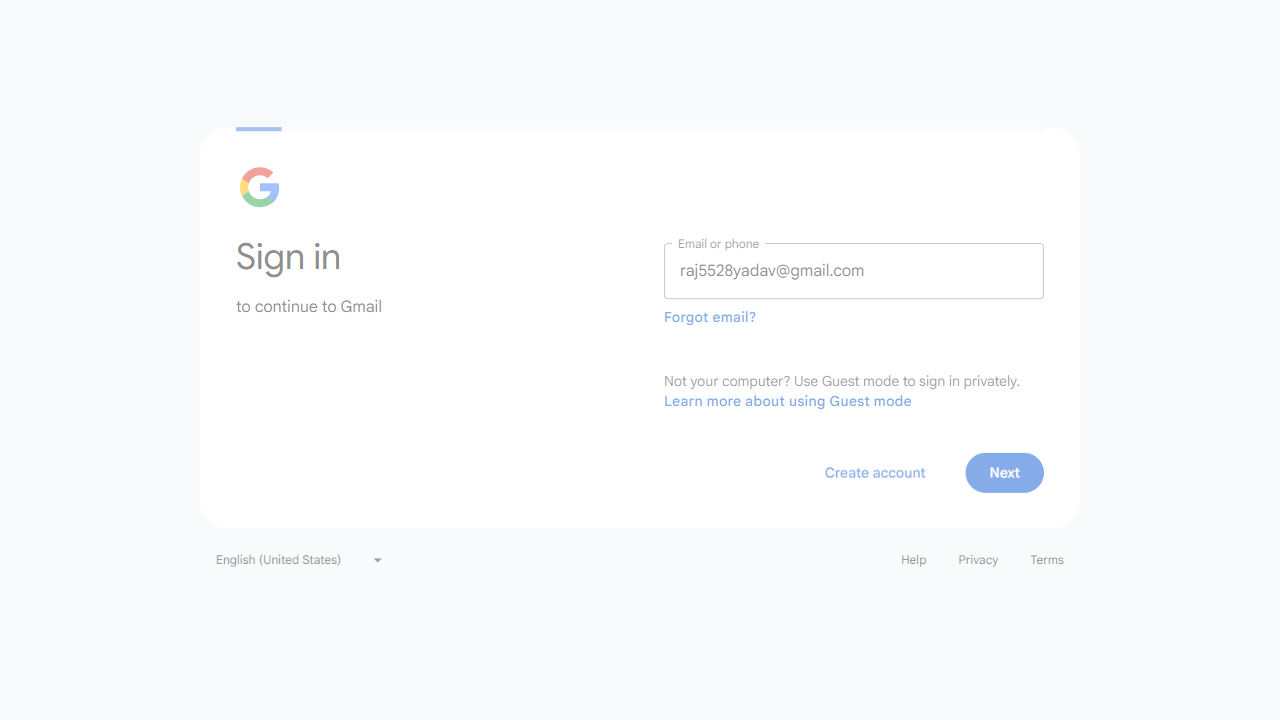 Sign in
to continue to Gmail
Email or phone
raj5528yadav@gmail.com
Forgot email?
Not your computer? Use Guest mode to sign in privately.
Learn more about using Guest mode
Create account
Next
English (United States)
Help
Privacy
Terms